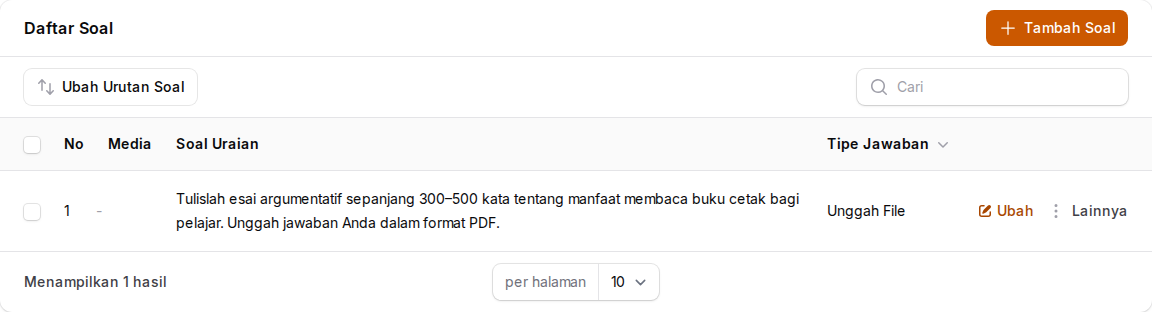 Daftar Soal
Tambah Soal
Ubah Urutan Soal
Cari
No Media Soal Uraian Tipe Jawaban
1 - Tulislah esai argumentatif sepanjang 300–500 kata tentang manfaat membaca buku cetak bagi
pelajar. Unggah jawaban Anda dalam format PDF.
Unggah File
Ubah
Lainnya
Menampilkan 1 hasil
per halaman 10